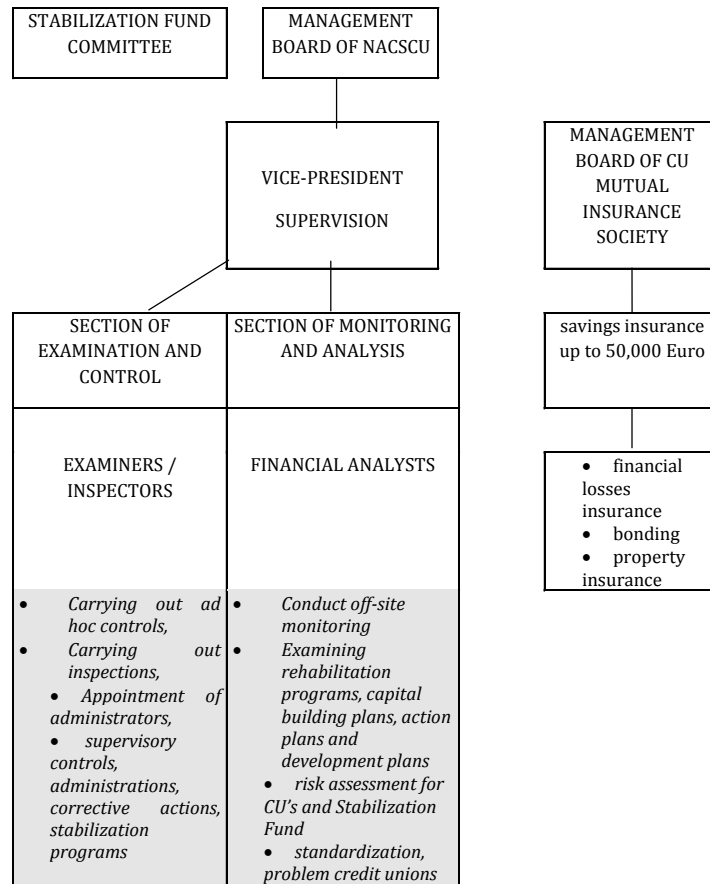 STABILIZATION FUND
COMMITTEE
MANAGEMENT
BOARD OF NACSCU
VICE-PRESIDENT
SUPERVISION
MANAGEMENT
BOARD OF CU
MUTUAL
INSURANCE
SOCIETY
SECTION OF
EXAMINATION AND
CONTROL
SECTION OF MONITORING
AND ANALYSIS
savings insurance
up to 50,000 Euro
EXAMINERS /
INSPECTORS
FINANCIAL ANALYSTS
• financial
losses
insurance
• bonding
• property
insurance
• Carrying out ad
hoc controls,
• Carrying out
inspections,
• Appointment of
administrators,
• supervisory
controls,
administrations,
corrective actions,
stabilization
programs
• Conduct off-site
monitoring
• Examining
rehabilitation
programs, capital
building plans, action
plans and
development plans
• risk assessment for
CU's and Stabilization
Fund
• standardization,
problem credit unions